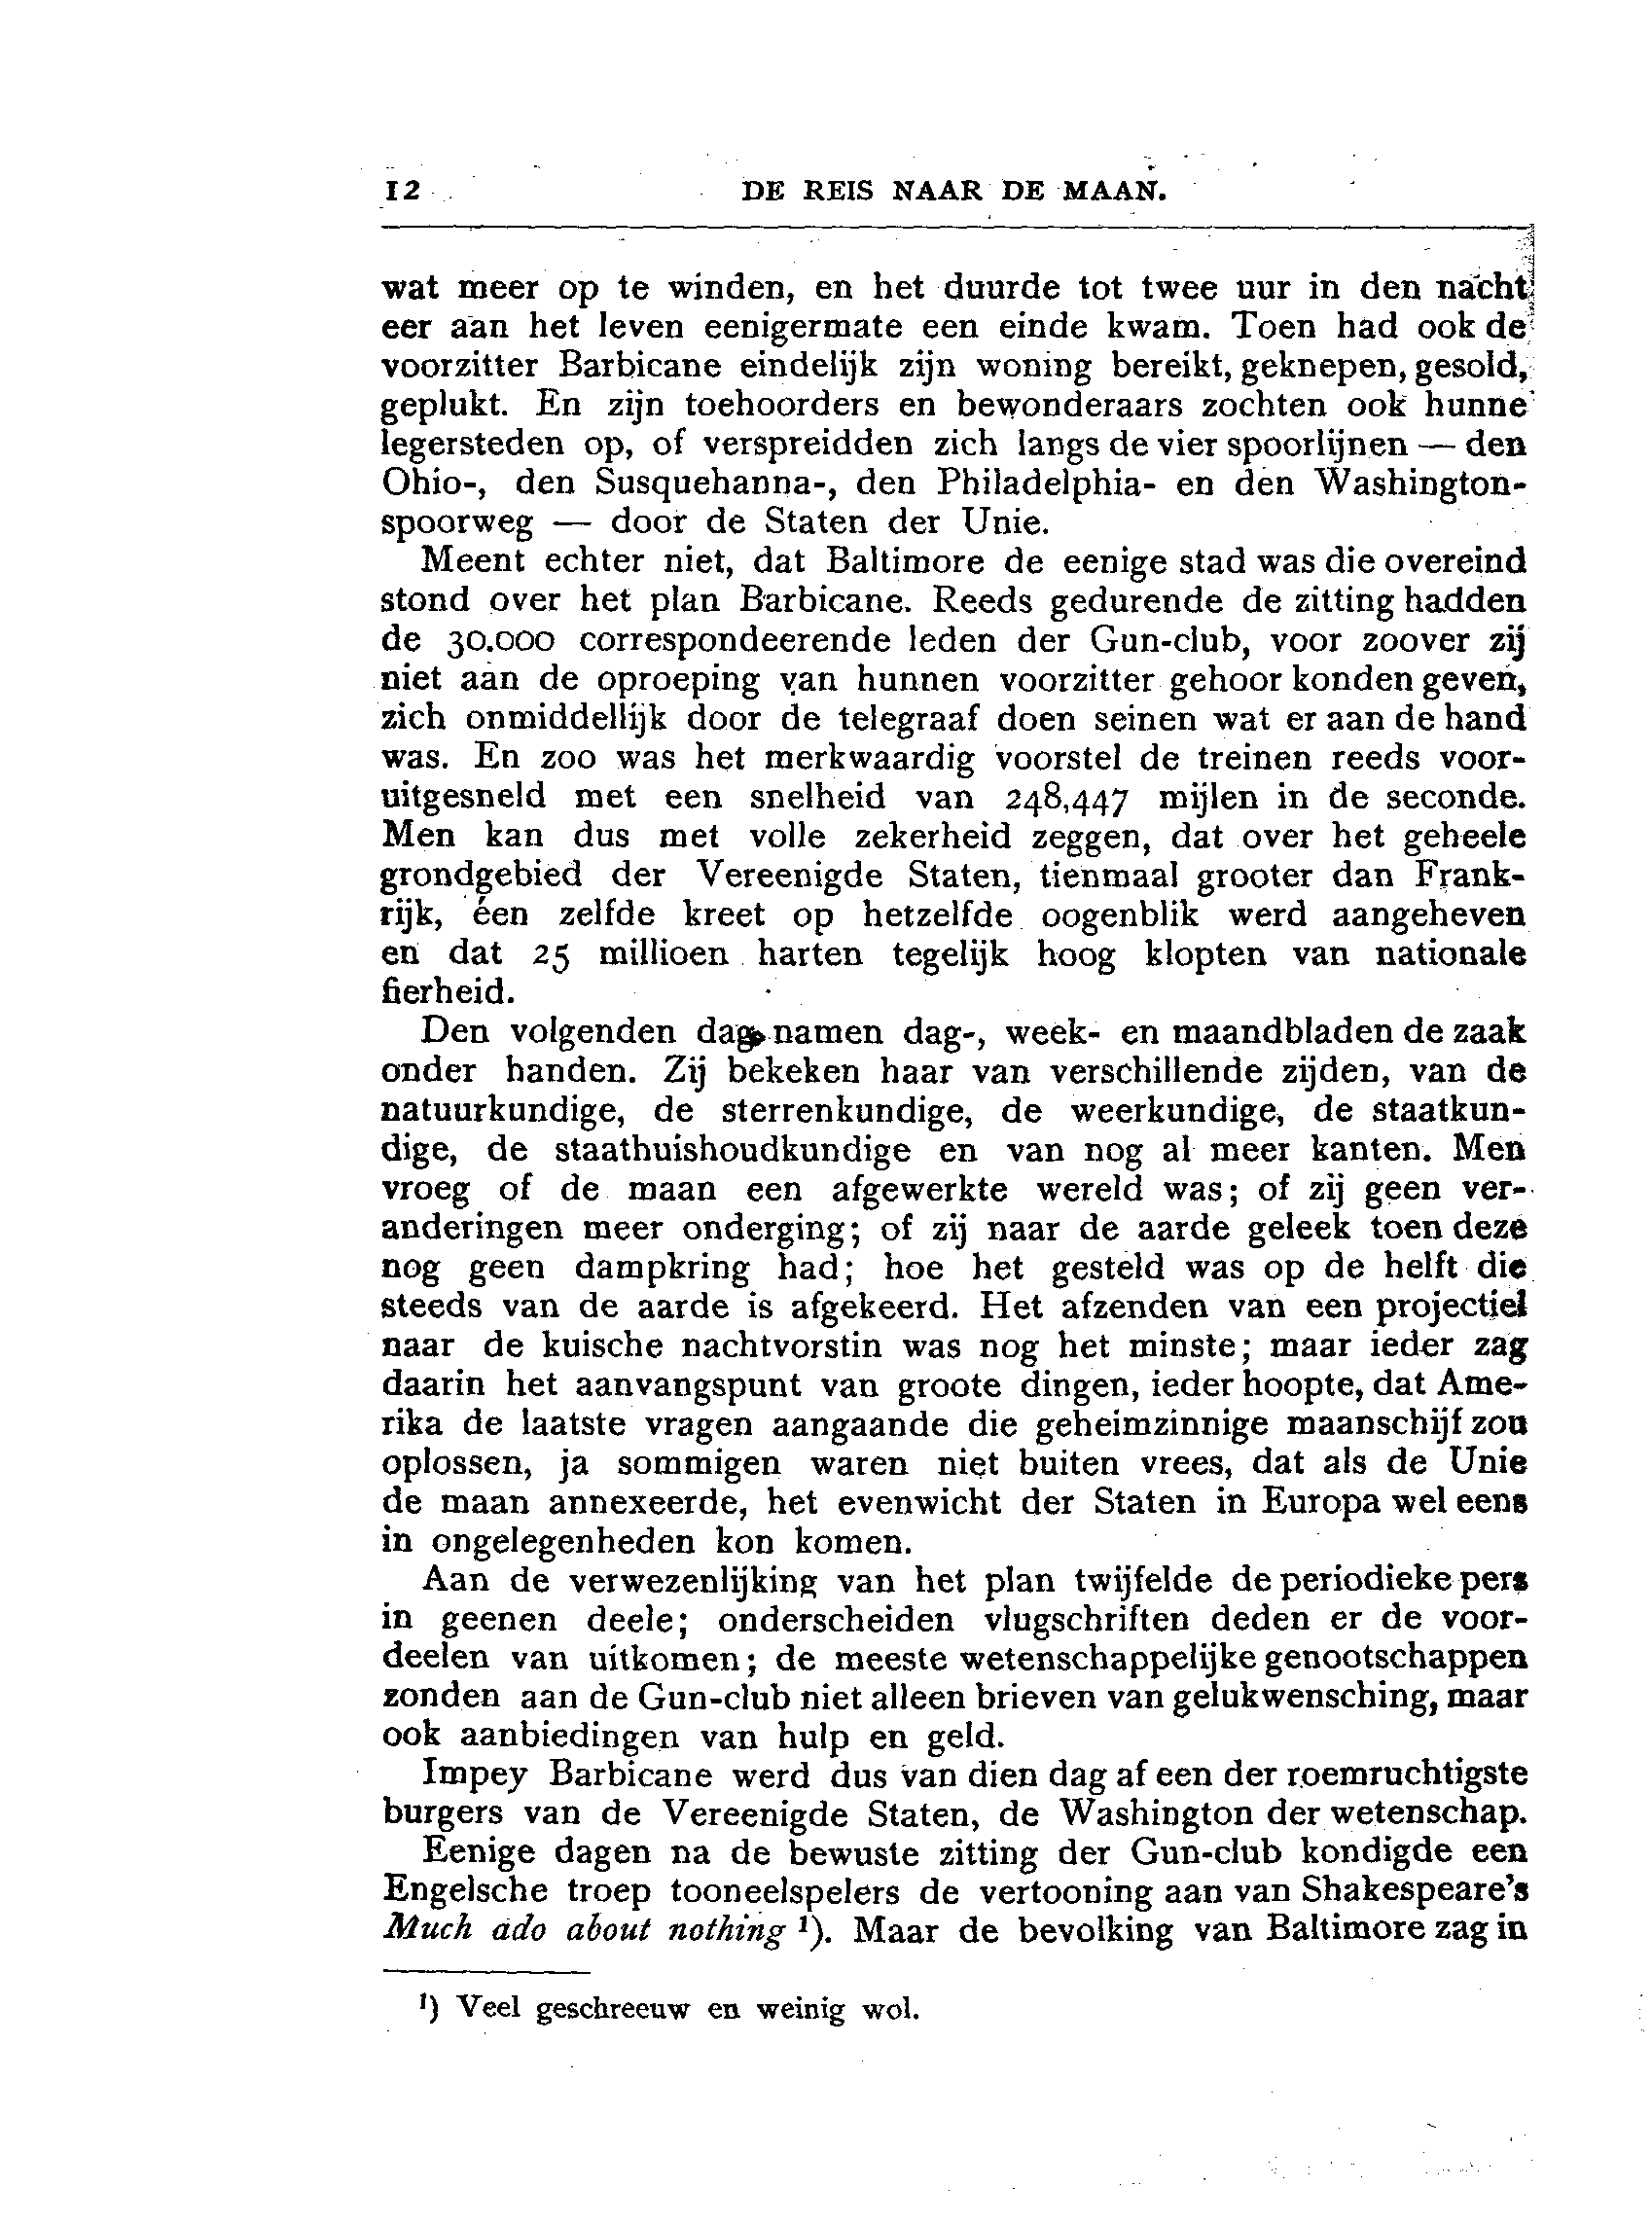 12 DE REIS NAAR DE MAAN.
wat meer op te winden, en het duurde tot twee uur in den nacht
eer aan het leven eenigermate een einde kwam. Toen had ook de
voorzitter Barbicane eindelijk zijn woning bereikt, geknepen, gesold,
geplukt. En zijn toehoorders en bewonderaars zochten ook hunne
legersteden op, of verspreidden zich langs de vier spoorlijnen — den
Ohio-, den Susquehanna-, den Philadelphia- en den Washington-
spoorweg — door de Staten der Unie.
Meent echter niet, dat Baltimore de eenige stad was die overeind
stond over het plan Barbicane. Reeds gedurende de zitting hadden
de 30.000 correspondeerende leden der Gun-club, voor zoover zij
niet aan de oproeping van hunnen voorzitter gehoor konden geven,
zich onmiddellijk door de telegraaf doen seinen wat er aan de hand
was. En zoo was het merkwaardig voorstel de treinen reeds voor-
uitgesneld met een snelheid van 248,447 mijlen in de seconde.
Men kan dus met volle zekerheid zeggen, dat over het geheele
grondgebied der Vereenigde Staten, tienmaal grooter dan Frank-
rijk, éen zelfde kreet op hetzelfde oogenblik werd aangeheven
en dat 25 millioen harten tegelijk hoog klopten van nationale
fierheid.
Den volgenden dag namen dag-, week- en maandbladen de zaak
onder handen. Zij bekeken haar van verschillende zijden, van de
natuurkundige, de sterrenkundige, de weerkundige, de staatkun-
dige, de staathuishoudkundige en van nog al meer kanten. Men
vroeg of de maan een afgewerkte wereld was; of zij geen ver-
anderingen meer onderging; of zij naar de aarde geleek toen deze
nog geen dampkring had; hoe het gesteld was op de helft die
steeds van de aarde is afgekeerd. Het afzenden van een projectiel
naar de kuische nachtvorstin was nog het minste; maar ieder zag
daarin het aanvangspunt van groote dingen, ieder hoopte, dat Ame-
rika de laatste vragen aangaande die geheimzinnige maanschijf zou
oplossen, ja sommigen waren niet buiten vrees, dat als de Unie
de maan annexeerde, het evenwicht der Staten in Europa wel eens
in ongelegenheden kon komen.
Aan de verwezenlijking van het plan twijfelde de periodieke pers
in geenen deele; onderscheiden vlugschriften deden er de voor-
deelen van uitkomen; de meeste wetenschappelijke genootschappen
zonden aan de Gun-club niet alleen brieven van gelukwensching, maar
ook aanbiedingen van hulp en geld.
Impey Barbicane werd dus van dien dag af een der roemruchtigste
burgers van de Vereenigde Staten, de Washington der wetenschap.
Eenige dagen na de bewuste zitting der Gun-club kondigde een
Engelsche troep tooneelspelers de vertooning aan van Shakespeare's
Much ado about nothing ¹). Maar de bevolking van Baltimore zag in
¹) Veel geschreeuw en weinig wol.